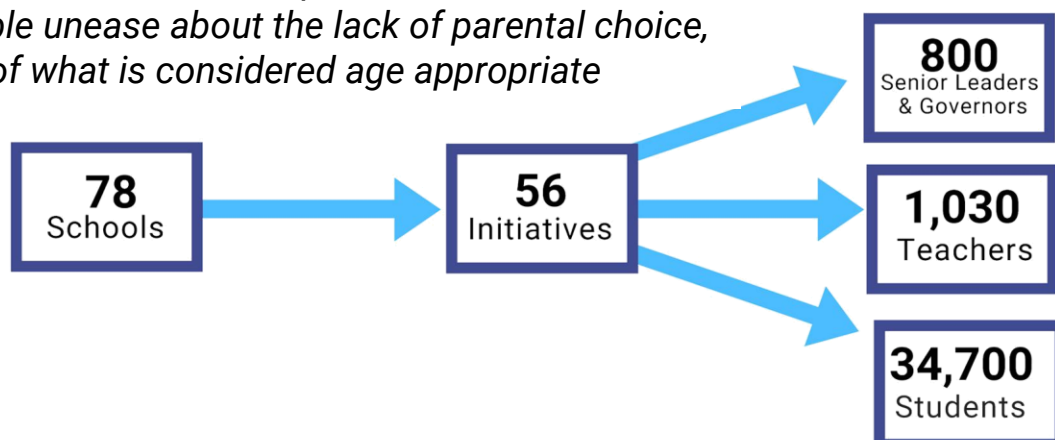 unease about the lack of parental choice,
of what is considered age appropriate
78
Schools
56
Initiatives
800
Senior Leaders
& Governors
1,030
Teachers
34,700
Students